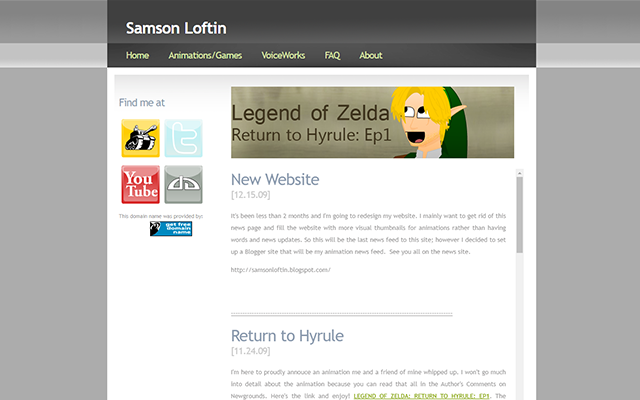 Samson Loftin
Home Animations/Games VoiceWorks FAQ About
Find me at
You
Tube
This domain name was provided by:
get free
domain
name
Legend of Zelda
Return to Hyrule: Ep1
New Website
[12.15.09]
It's been less than 2 months and I'm going to redesign my website. I mainly want to get rid of this
news page and fill the website with more visual thumbnails for animations rather than having
words and news updates. So this will be the last news feed to this site; however I decided to set
up a Blogger site that will be my animation news feed. See you all on the news site.
http://samsonloftin.blogspot.com/
Return to Hyrule
[11.24.09]
I'm here to proudly annouce an animation me and a friend of mine whipped up. I won't go much
into detail about the animation because you can read that all in the Author's Comments on
Newgrounds. Here's the link and enjoy! LEGEND OF ZELDA: RETURN TO HYRULE: EP1. The